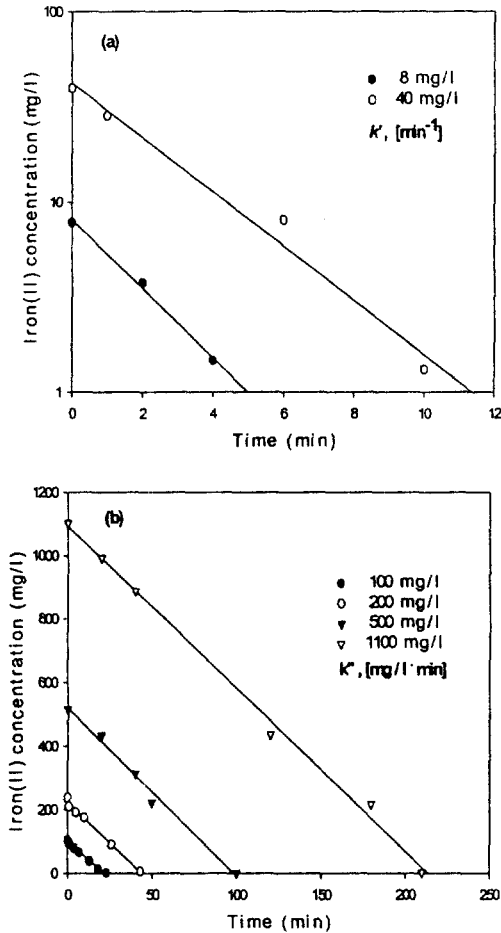 (a)
100
10
1
Iron(II) concentration (mg/l)
8 mg/l
40 mg/l
k', [min⁻¹]
0 2 4 6 8 10 12
Time (min)
(b)
1200
1000
800
600
400
200
0
Iron(II) concentration (mg/l)
100 mg/l
200 mg/l
500 mg/l
1100 mg/l
k", [mg/l·min]
0 50 100 150 200 250
Time (min)